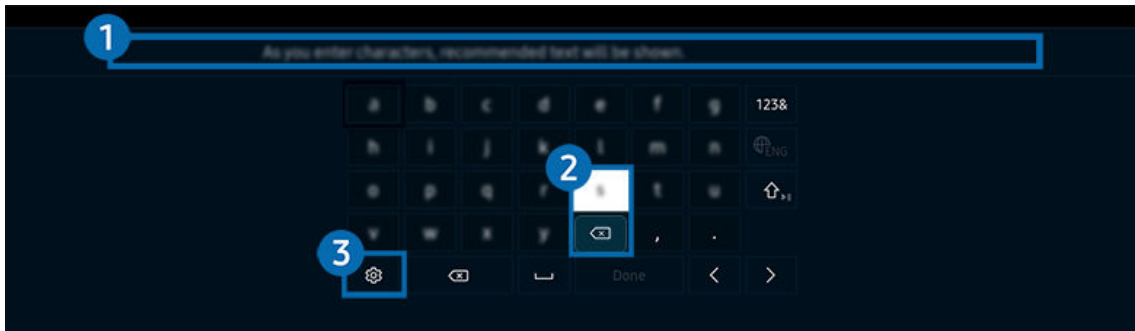 1
As you enter characters, recommended text will be shown.
a b c d e f g 123&
h i j k l m n ENG
o p q r 2 s t u
v w x y , .
3 Done < >